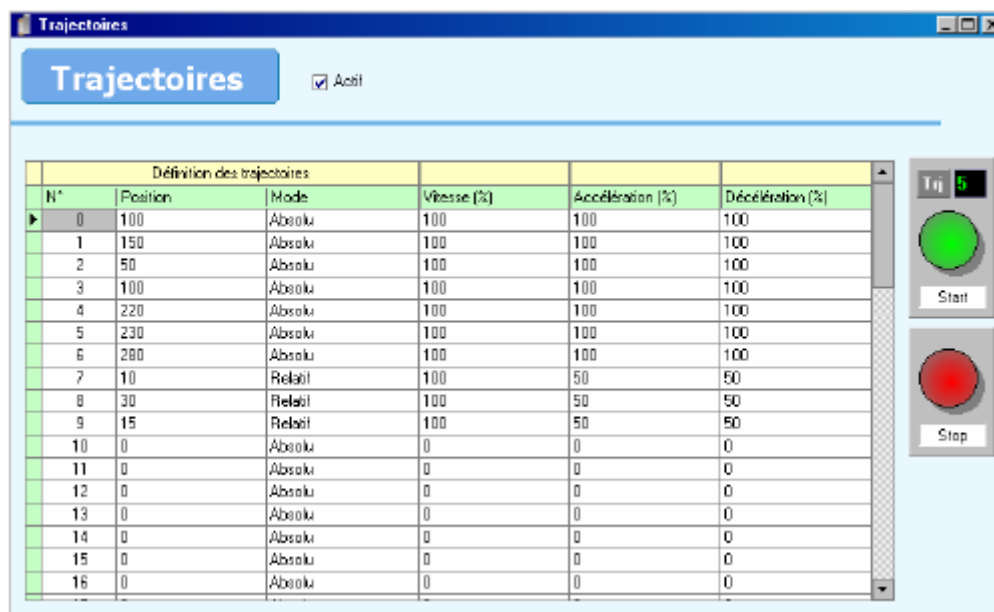 Trajectoires
Trajectoires
Actif
Définition des trajectoires
N° Position Mode Vitesse (%) Accélération (%) Décélération (%)
0 100 Absolu 100 100 100
1 150 Absolu 100 100 100
2 50 Absolu 100 100 100
3 100 Absolu 100 100 100
4 220 Absolu 100 100 100
5 230 Absolu 100 100 100
6 280 Absolu 100 100 100
7 10 Relatif 100 50 50
8 30 Relatif 100 50 50
9 15 Relatif 100 50 50
10 0 Absolu 0 0 0
11 0 Absolu 0 0 0
12 0 Absolu 0 0 0
13 0 Absolu 0 0 0
14 0 Absolu 0 0 0
15 0 Absolu 0 0 0
16 0 Absolu 0 0 0
Trj 5
Start
Stop